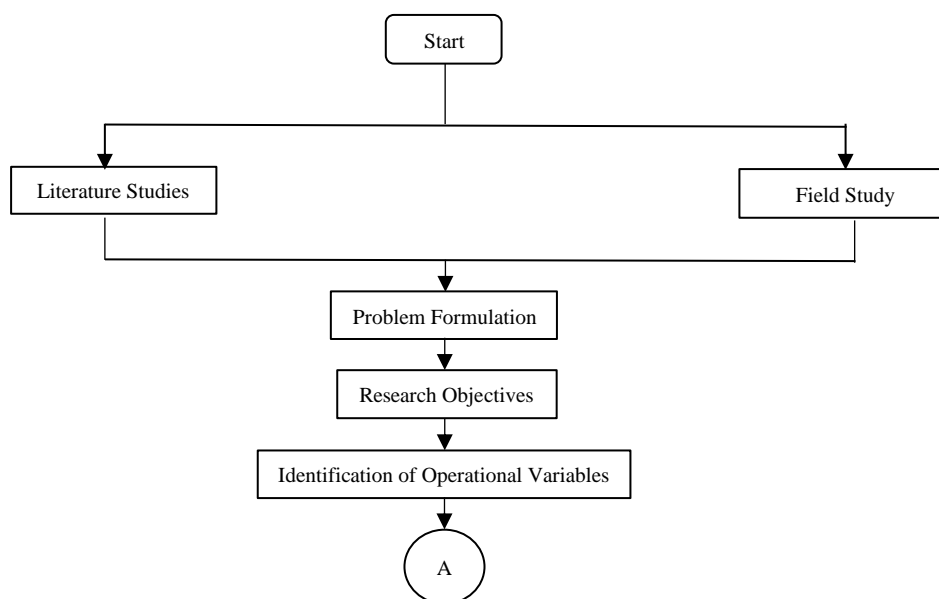 Start
Literature Studies
Field Study
Problem Formulation
Research Objectives
Identification of Operational Variables
A